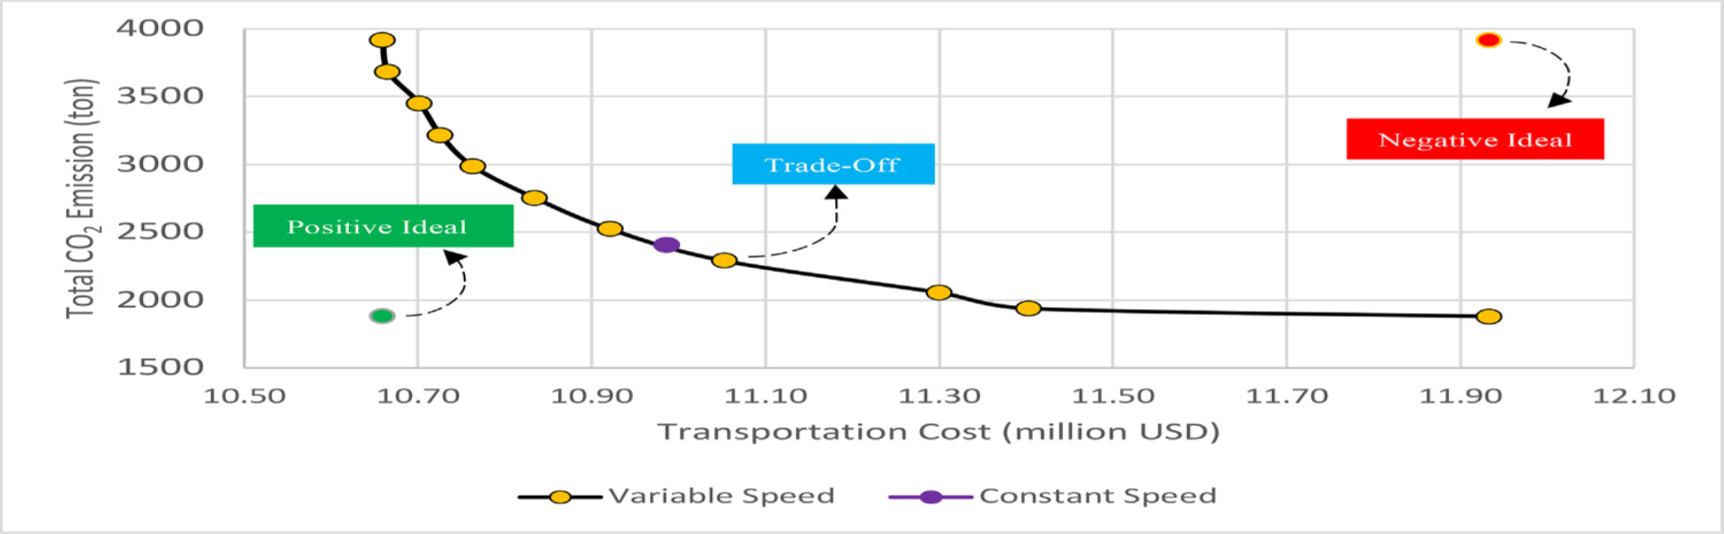 4000
3500
3000
2500
2000
1500
Total CO₂ Emission (ton)
Negative Ideal
Trade-Off
Positive Ideal
10.50 10.70 10.90 11.10 11.30 11.50 11.70 11.90 12.10
Transportation Cost (million USD)
Variable Speed Constant Speed